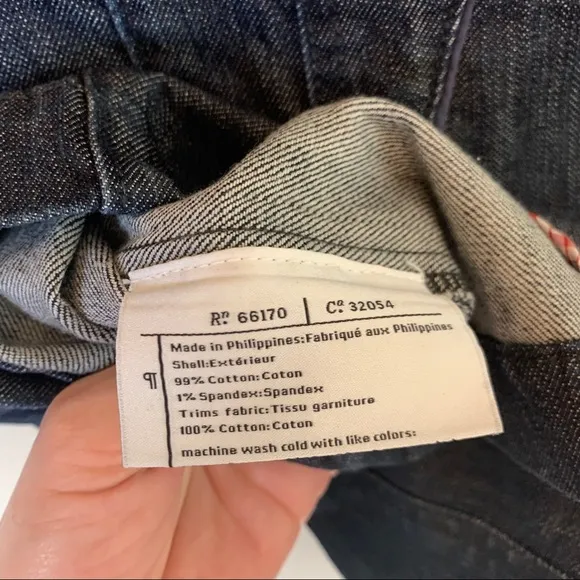 Rn. 66170 | Ca. 32054
¶ Made in Philippines:Fabriqué aux Philippines
Shell:Extérieur
99% Cotton:Coton
1% Spandex:Spandex
Trims fabric:Tissu garniture
100% Cotton:Coton
machine wash cold with like colors: